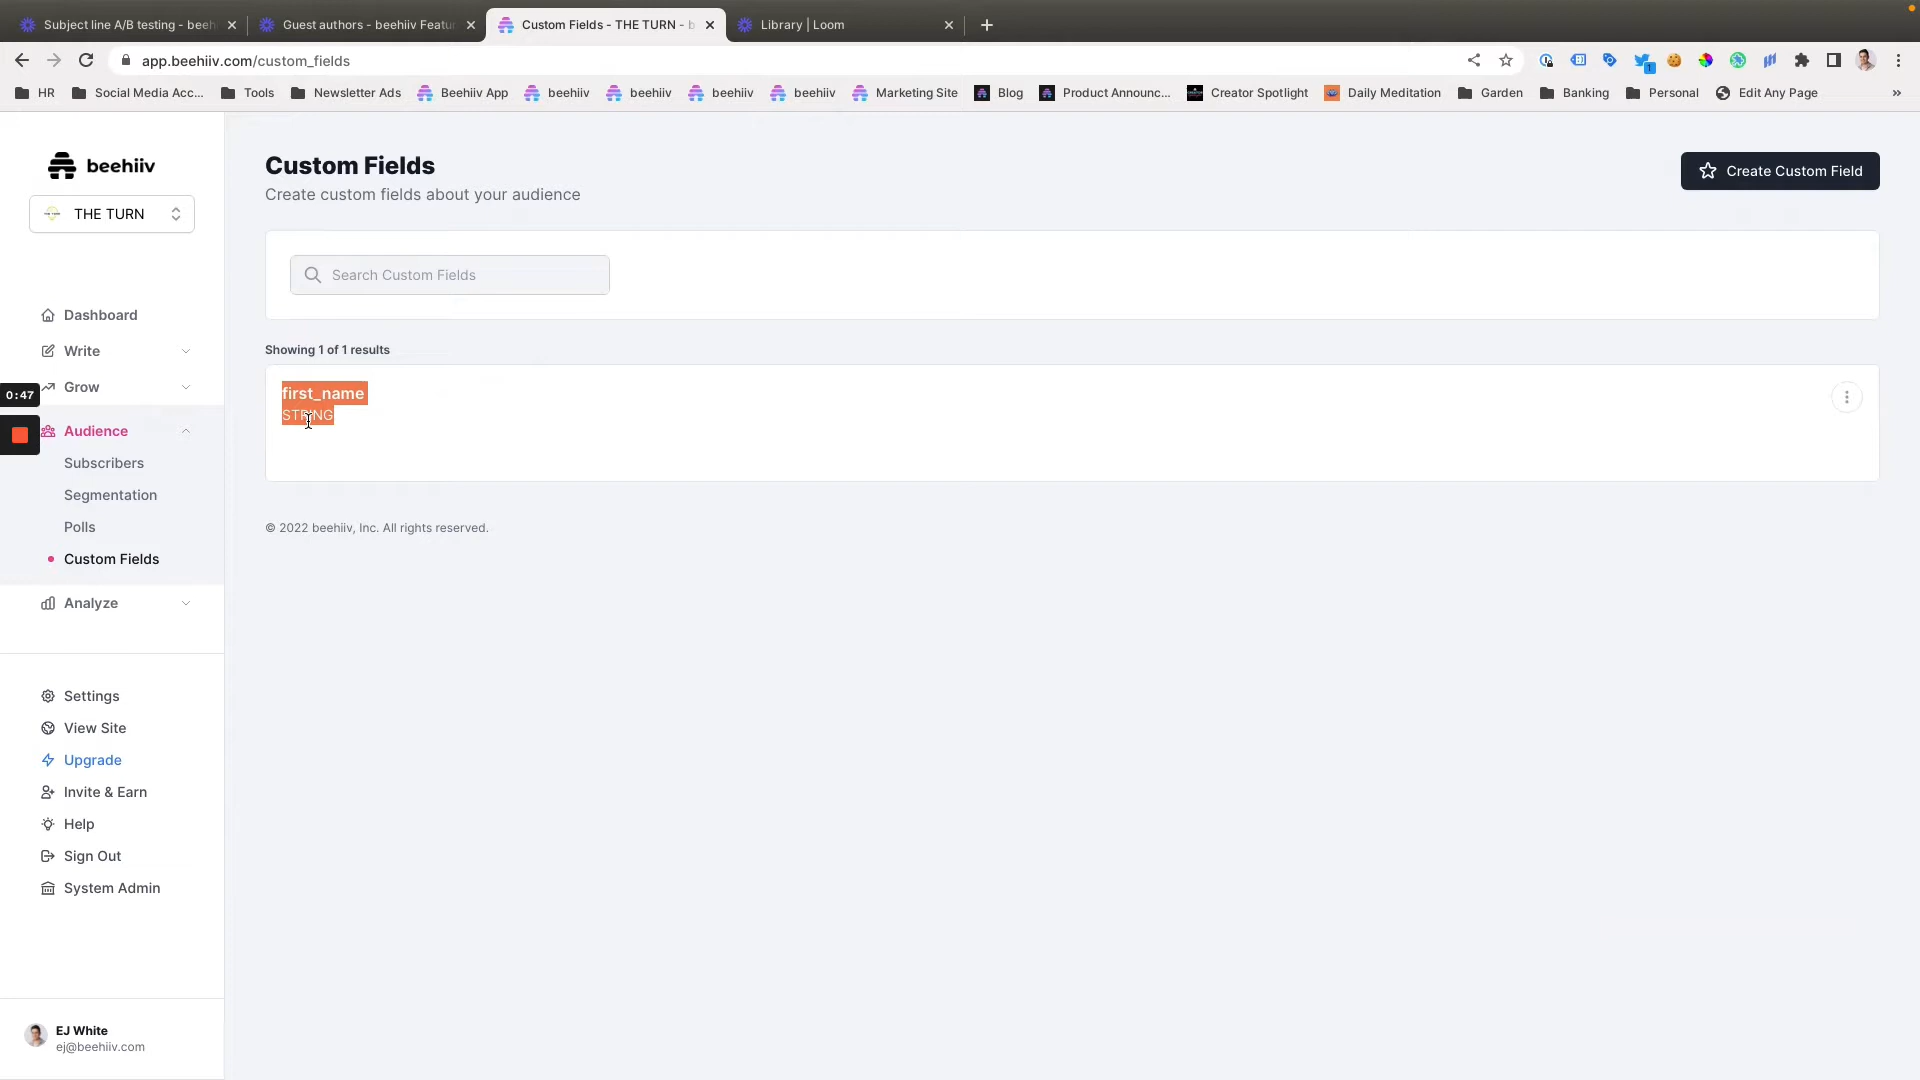 Subject line A/B testing - beeh
Guest authors - beehiiv Featur
Custom Fields - THE TURN - b
Library | Loom
app.beehiiv.com/custom_fields
1
HR
Social Media Acc...
Tools
Newsletter Ads
Beehiiv App
beehiiv
beehiiv
beehiiv
beehiiv
Marketing Site
Blog
Product Announc...
Creator Spotlight
Daily Meditation
Garden
Banking
Personal
Edit Any Page
»
beehiiv
THE TURN
Dashboard
Write
Grow
0:47
Audience
Subscribers
Segmentation
Polls
Custom Fields
Analyze
Settings
View Site
Upgrade
Invite & Earn
Help
Sign Out
System Admin
EJ White
ej@beehiiv.com
Custom Fields
Create custom fields about your audience
Create Custom Field
Search Custom Fields
Showing 1 of 1 results
first_name
STRING
© 2022 beehiiv, Inc. All rights reserved.